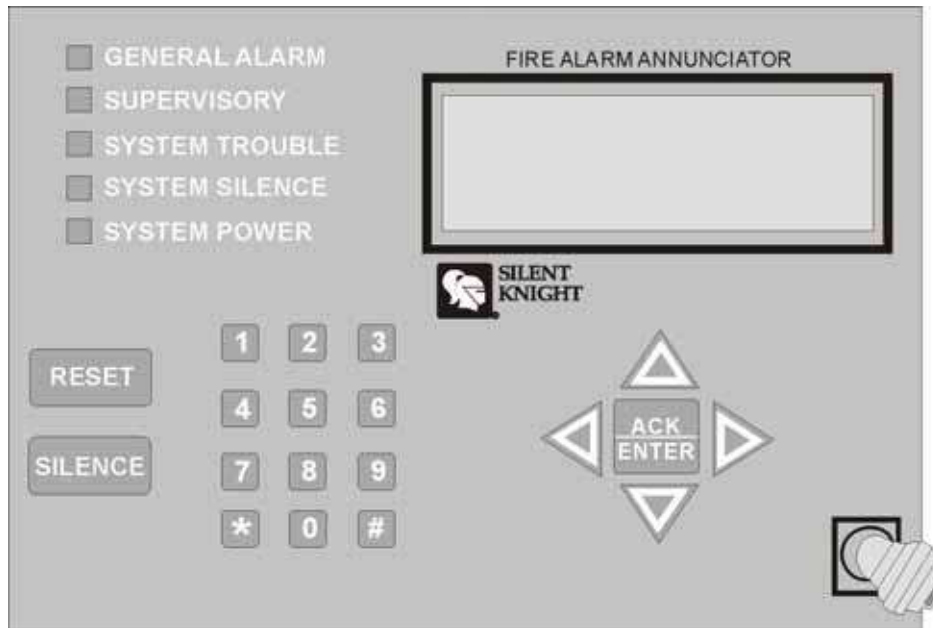 GENERAL ALARM
SUPERVISORY
SYSTEM TROUBLE
SYSTEM SILENCE
SYSTEM POWER
FIRE ALARM ANNUNCIATOR
SILENT
KNIGHT
RESET
SILENCE
1 2 3
4 5 6
7 8 9
* 0 #
ACK
ENTER